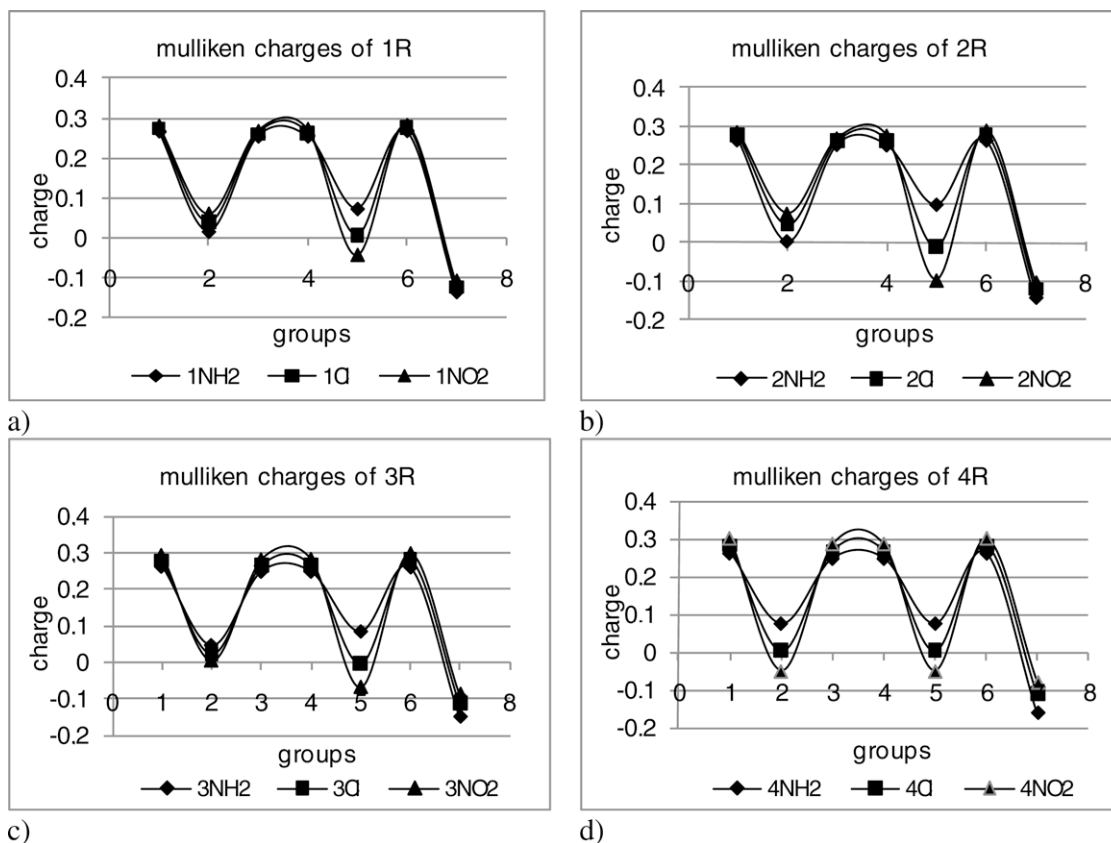 mulliken charges of 1R
0.4
0.3
0.2
0.1
0
-0.1
-0.2
0 2 4 6 8
charge
groups
1NH2 1Cl 1NO2
a)
mulliken charges of 2R
0.4
0.3
0.2
0.1
0
-0.1
-0.2
0 2 4 6 8
charge
groups
2NH2 2Cl 2NO2
b)
mulliken charges of 3R
0.4
0.3
0.2
0.1
0
-0.1
-0.2
0 1 2 3 4 5 6 7 8
charge
groups
3NH2 3Cl 3NO2
c)
mulliken charges of 4R
0.4
0.3
0.2
0.1
0
-0.1
-0.2
0 1 2 3 4 5 6 7 8
charge
groups
4NH2 4Cl 4NO2
d)